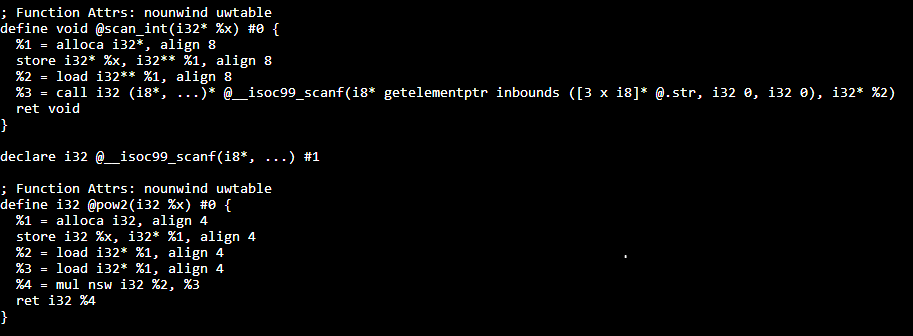 ; Function Attrs: nounwind uwtable
define void @scan_int(i32* %x) #0 {
  %1 = alloca i32*, align 8
  store i32* %x, i32** %1, align 8
  %2 = load i32** %1, align 8
  %3 = call i32 (i8*, ...)* @__isoc99_scanf(i8* getelementptr inbounds ([3 x i8]* @.str, i32 0, i32 0), i32* %2)
  ret void
}

declare i32 @__isoc99_scanf(i8*, ...) #1

; Function Attrs: nounwind uwtable
define i32 @pow2(i32 %x) #0 {
  %1 = alloca i32, align 4
  store i32 %x, i32* %1, align 4
  %2 = load i32* %1, align 4
  %3 = load i32* %1, align 4
  %4 = mul nsw i32 %2, %3
  ret i32 %4
}